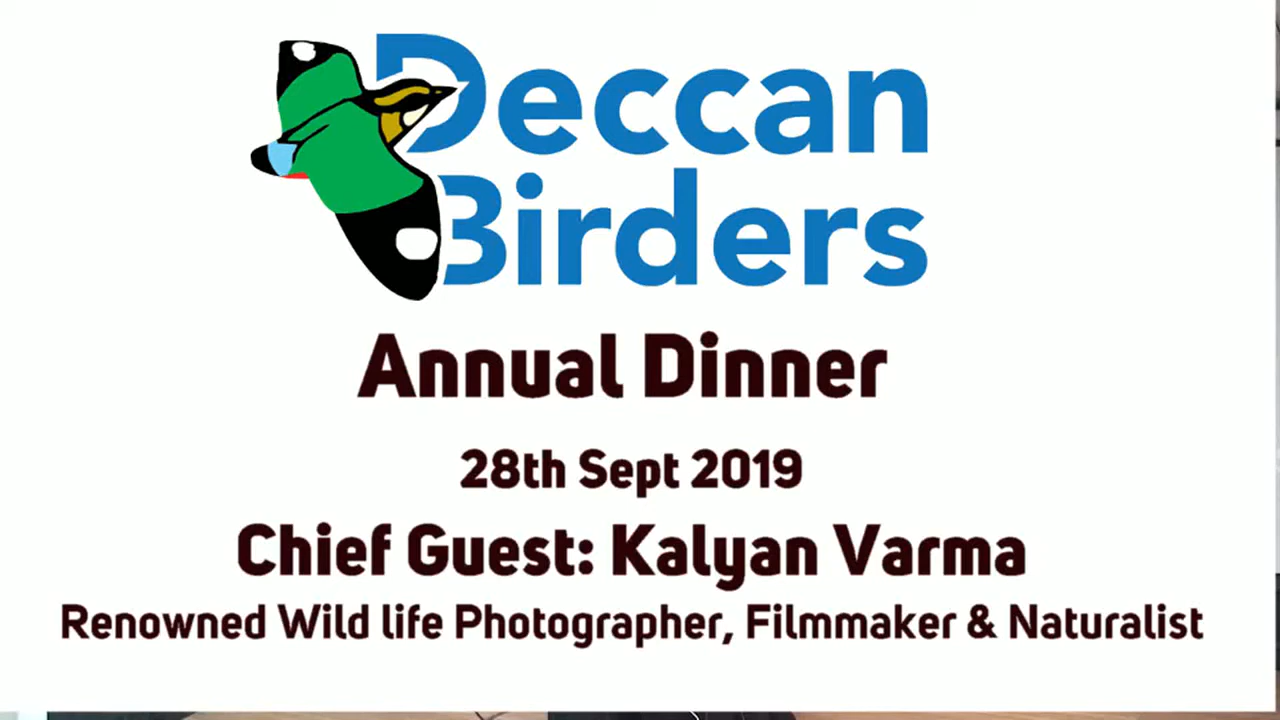 Deccan
Birders
Annual Dinner
28th Sept 2019
Chief Guest: Kalyan Varma
Renowned Wild life Photographer, Filmmaker & Naturalist